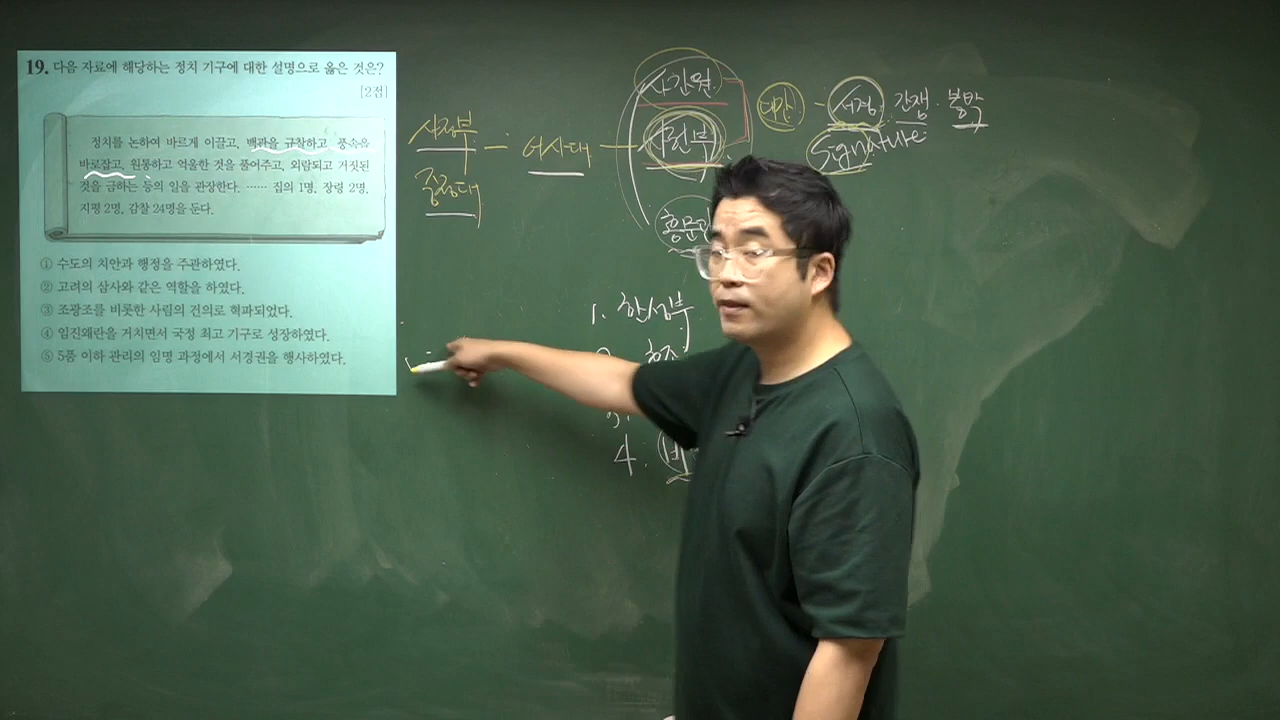 19. 다음 자료에 해당하는 정치 기구에 대한 설명으로 옳은 것은?
[2점]
정치를 논하여 바르게 이끌고, 백관을 규찰하고, 풍속을
바로잡고, 원통하고 억울한 것을 풀어주고, 외람되고 거짓된
것을 금하는 등의 일을 관장한다. …… 집의 1명, 장령 2명,
지평 2명, 감찰 24명을 둔다.
① 수도의 치안과 행정을 주관하였다.
② 고려의 삼사와 같은 역할을 하였다.
③ 조광조를 비롯한 사림의 건의로 혁파되었다.
④ 임진왜란을 거치면서 국정 최고 기구로 성장하였다.
⑤ 5품 이하 관리의 임명 과정에서 서경권을 행사하였다.
사정부 - 어사대 - 사헌부
중정대
사간원
대간 - 서경, 간쟁, 봉박
Signature
홍문
1. 한성부
4. 비